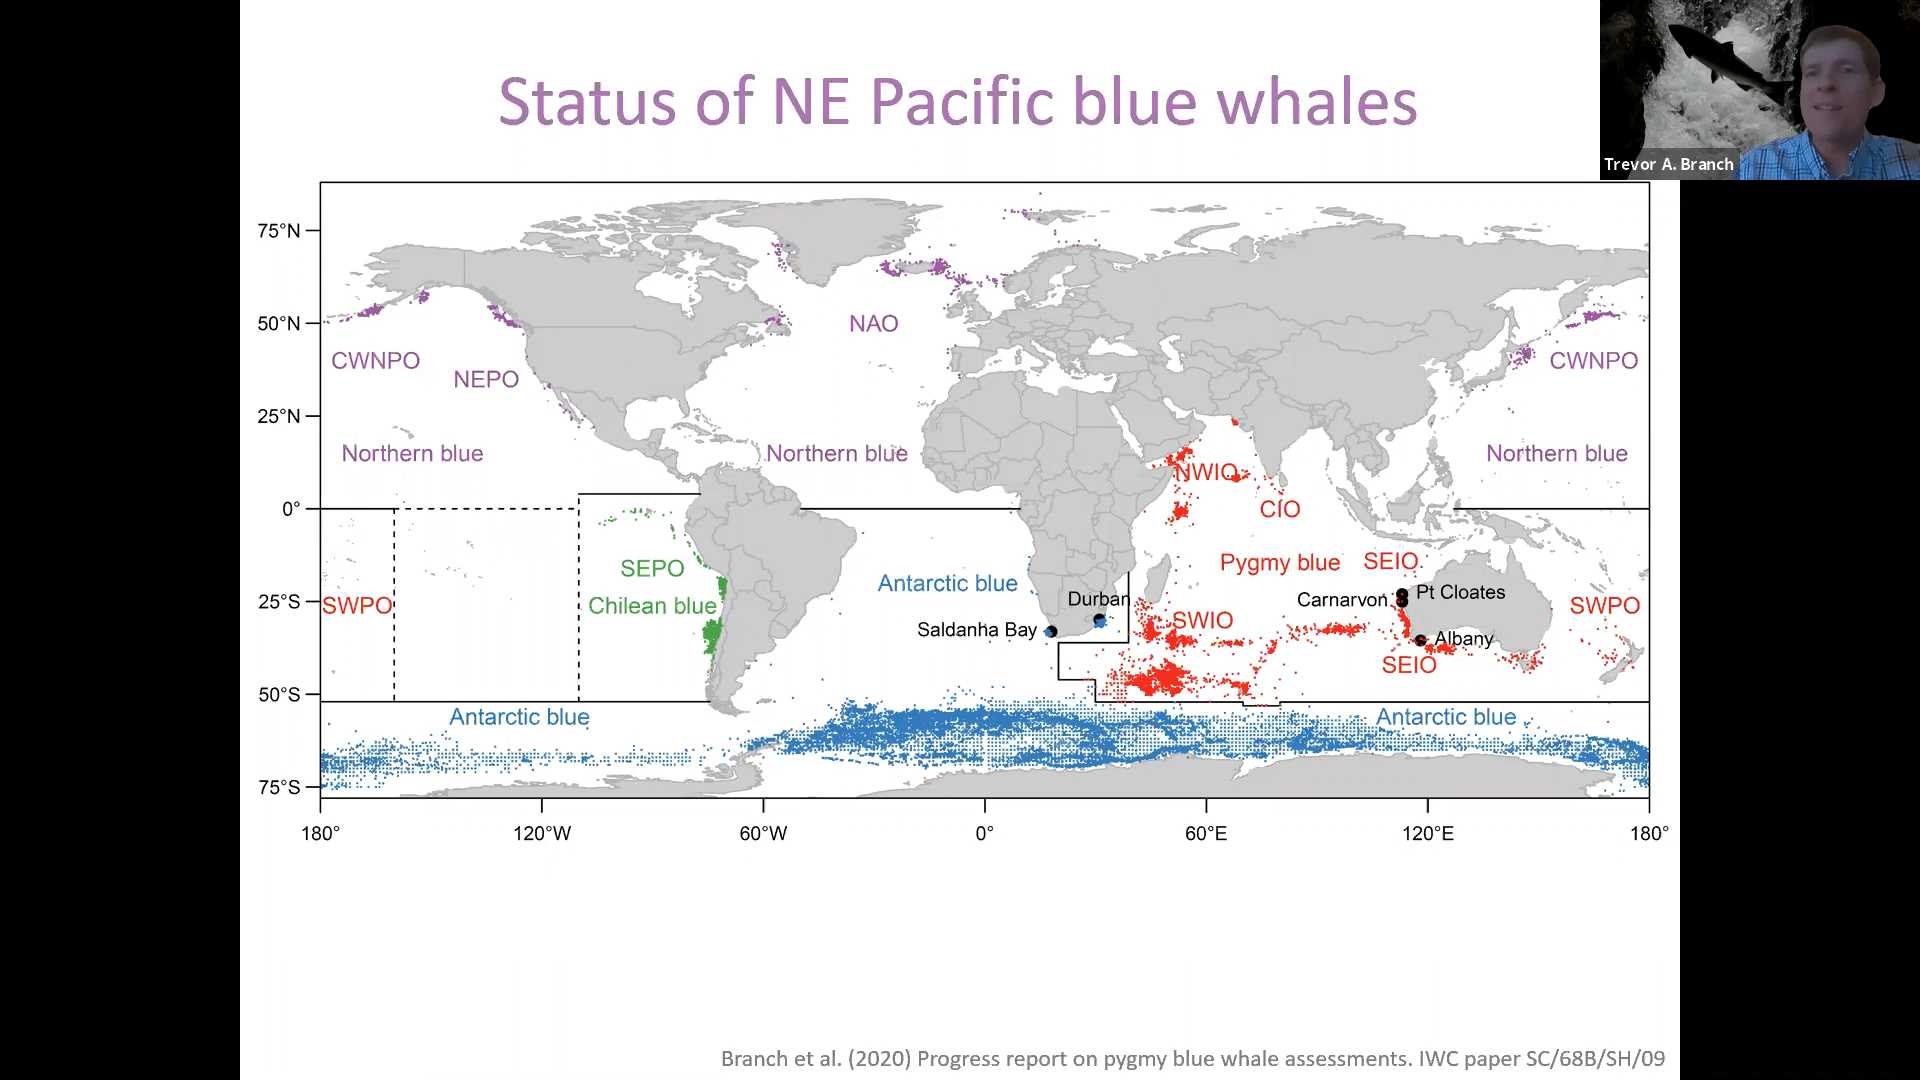 Status of NE Pacific blue whales
Trevor A. Branch
75°N
50°N
25°N
0°
25°S
50°S
75°S
180°
120°W
60°W
0°
60°E
120°E
180°
CWNPO
NEPO
NAO
CWNPO
Northern blue
Northern blue
Northern blue
NWIO
CIO
SEPO
Chilean blue
Antarctic blue
Pygmy blue
SEIO
SWPO
Durban
Carnarvon
Pt Cloates
SWPO
Saldanha Bay
SWIO
Albany
SEIO
Antarctic blue
Antarctic blue
Branch et al. (2020) Progress report on pygmy blue whale assessments. IWC paper SC/68B/SH/09